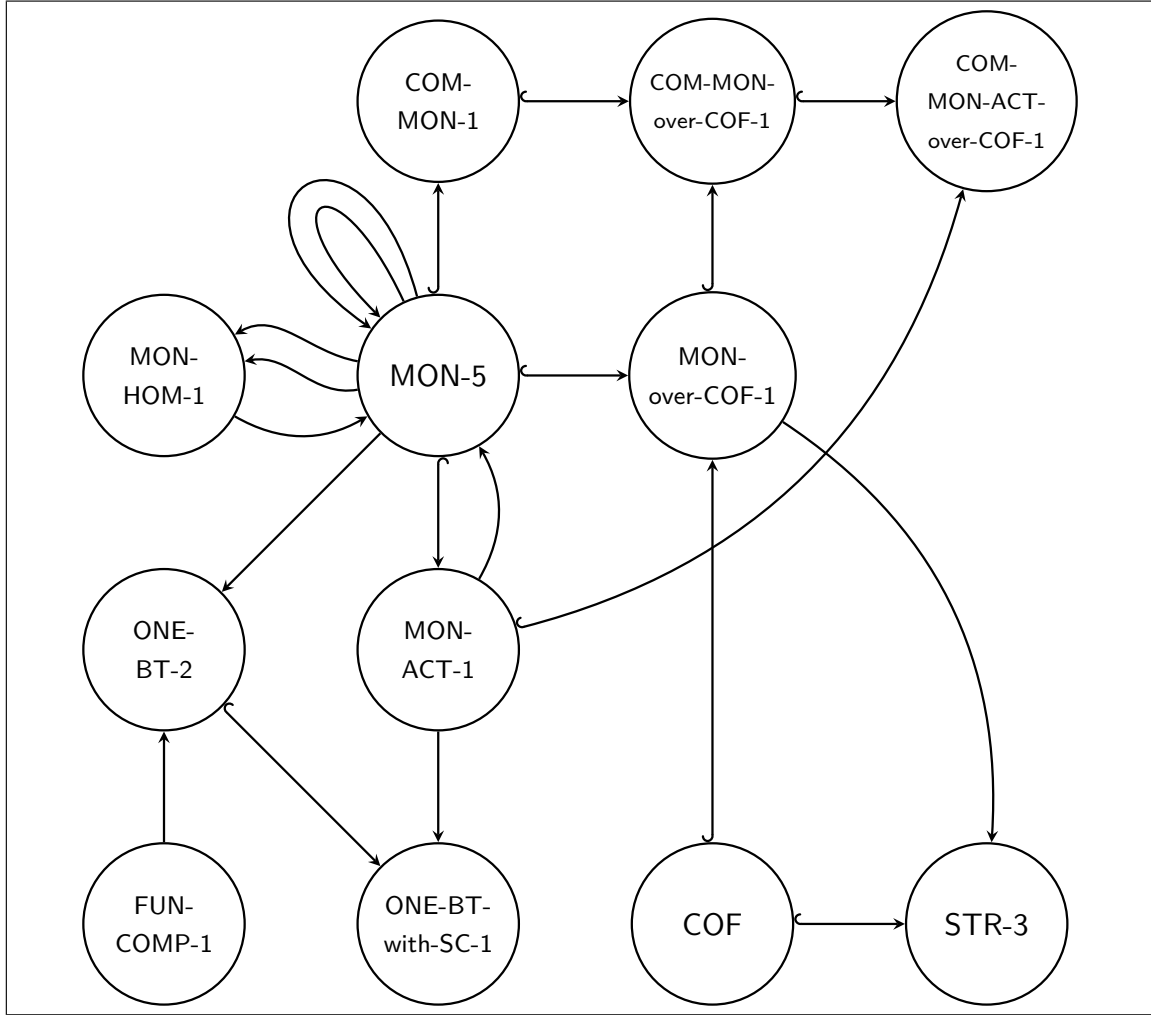 COM-
MON-1
COM-MON-
over-COF-1
COM-
MON-ACT-
over-COF-1
MON-
HOM-1
MON-5
MON-
over-COF-1
ONE-
BT-2
MON-
ACT-1
FUN-
COMP-1
ONE-BT-
with-SC-1
COF
STR-3